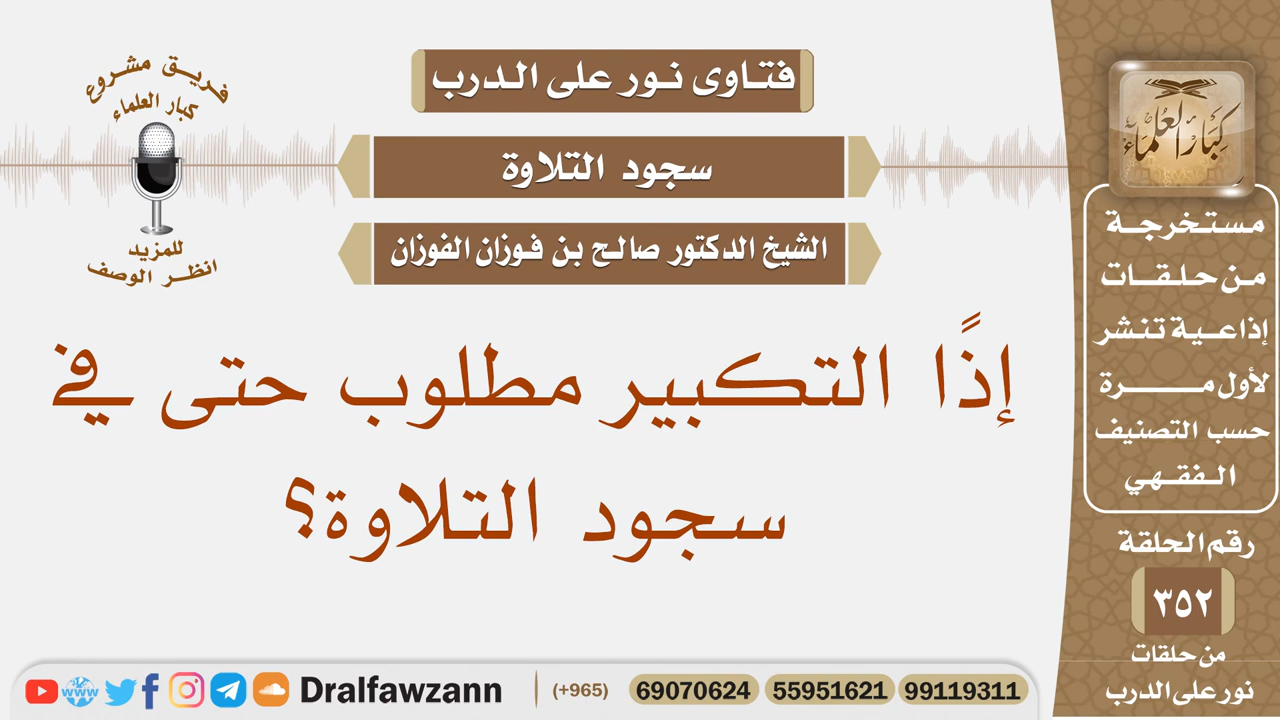 فتاوى نور على الدرب
سجود التلاوة
الشيخ الدكتور صالح بن فوزان الفوزان
إذًا التكبير مطلوب حتى في
سجود التلاوة؟
فريق مشروع
كبار العلماء
للمزيد
انظر الوصف
كبار العلماء
مستخرجة
من حلقات
إذاعية تنشر
لأول مرة
حسب التصنيف
الفقهي
رقم الحلقة
٣٥٢
من حلقات
نور على الدرب
www Dralfawzann (+965) 69070624 55951621 99119311